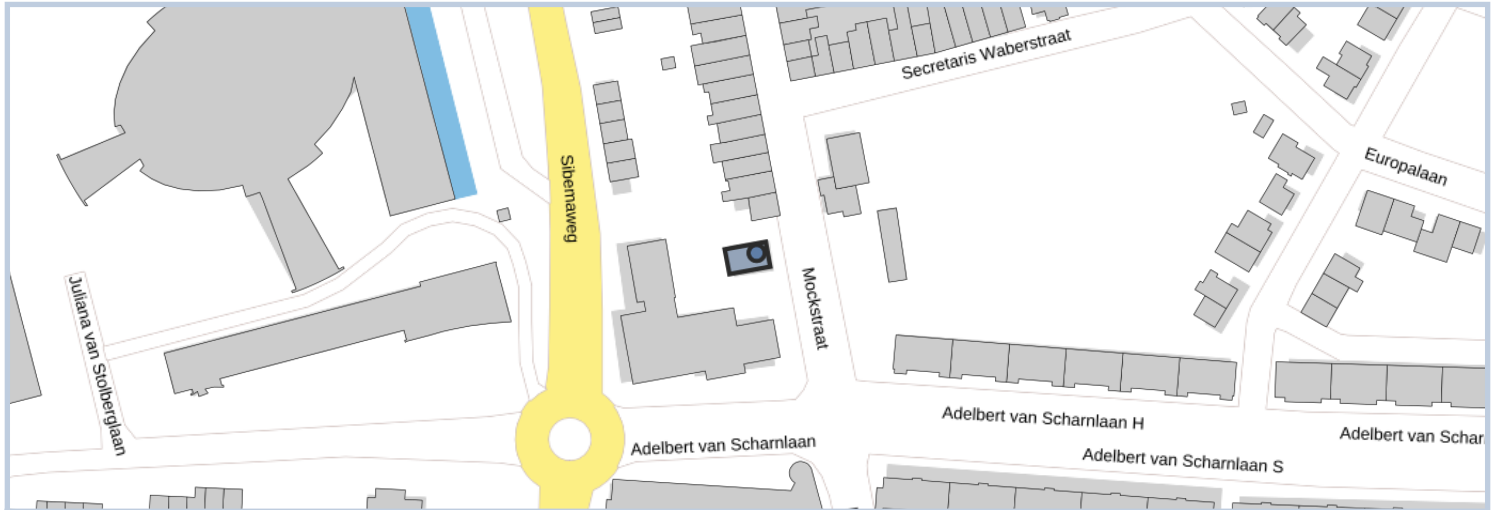 Secretaris Waberstraat
Europalaan
Sibemaweg
Mockstraat
Juliana van Stolberglaan
Adelbert van Scharnlaan H
Adelbert van Scharnlaan
Adelbert van Schar
Adelbert van Scharnlaan S